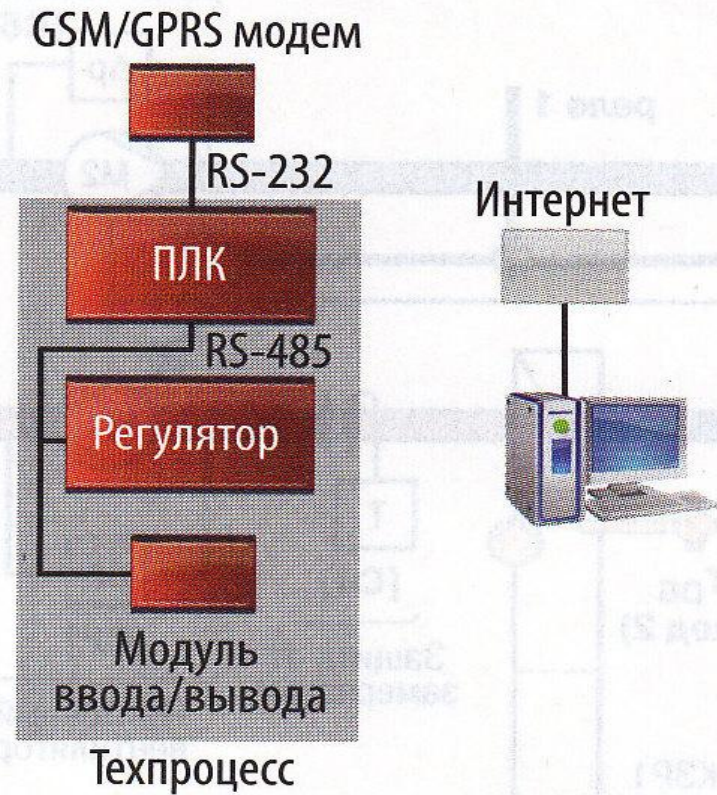 GSM/GPRS модем
RS-232
ПЛК
RS-485
Регулятор
Модуль
ввода/вывода
Техпроцесс
Интернет